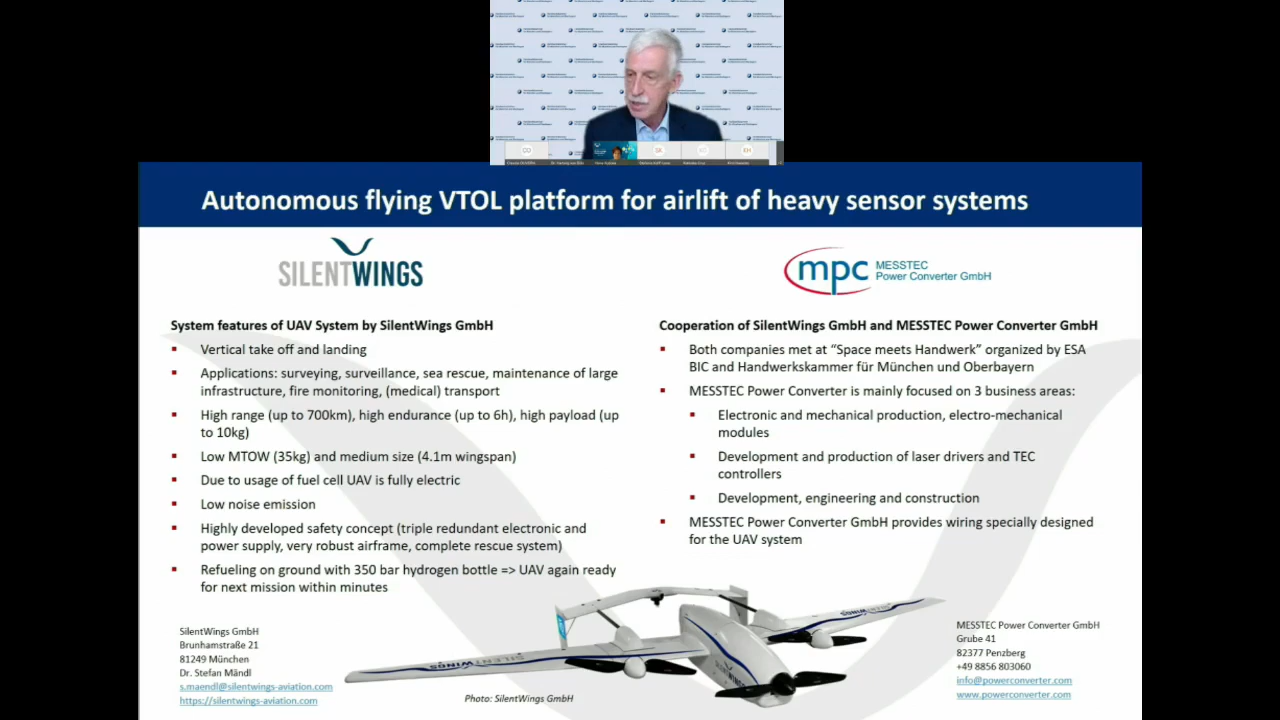 CO
SK
KC
KH
Autonomous flying VTOL platform for airlift of heavy sensor systems
SILENTWINGS
mpc MESSTEC
Power Converter GmbH
System features of UAV System by SilentWings GmbH
▪ Vertical take off and landing
▪ Applications: surveying, surveillance, sea rescue, maintenance of large
infrastructure, fire monitoring, (medical) transport
▪ High range (up to 700km), high endurance (up to 6h), high payload (up
to 10kg)
▪ Low MTOW (35kg) and medium size (4.1m wingspan)
▪ Due to usage of fuel cell UAV is fully electric
▪ Low noise emission
▪ Highly developed safety concept (triple redundant electronic and
power supply, very robust airframe, complete rescue system)
▪ Refueling on ground with 350 bar hydrogen bottle => UAV again ready
for next mission within minutes
Cooperation of SilentWings GmbH and MESSTEC Power Converter GmbH
▪ Both companies met at “Space meets Handwerk” organized by ESA
BIC and Handwerkskammer für München und Oberbayern
▪ MESSTEC Power Converter is mainly focused on 3 business areas:
▪ Electronic and mechanical production, electro-mechanical
modules
▪ Development and production of laser drivers and TEC
controllers
▪ Development, engineering and construction
▪ MESSTEC Power Converter GmbH provides wiring specially designed
for the UAV system
SilentWings GmbH
Brunhamstraße 21
81249 München
Dr. Stefan Mändl
s.maendl@silentwings-aviation.com
https://silentwings-aviation.com
SILENTWINGS
SILENTWINGS
SILENTWINGS
Photo: SilentWings GmbH
MESSTEC Power Converter GmbH
Grube 41
82377 Penzberg
+49 8856 803060
info@powerconverter.com
www.powerconverter.com